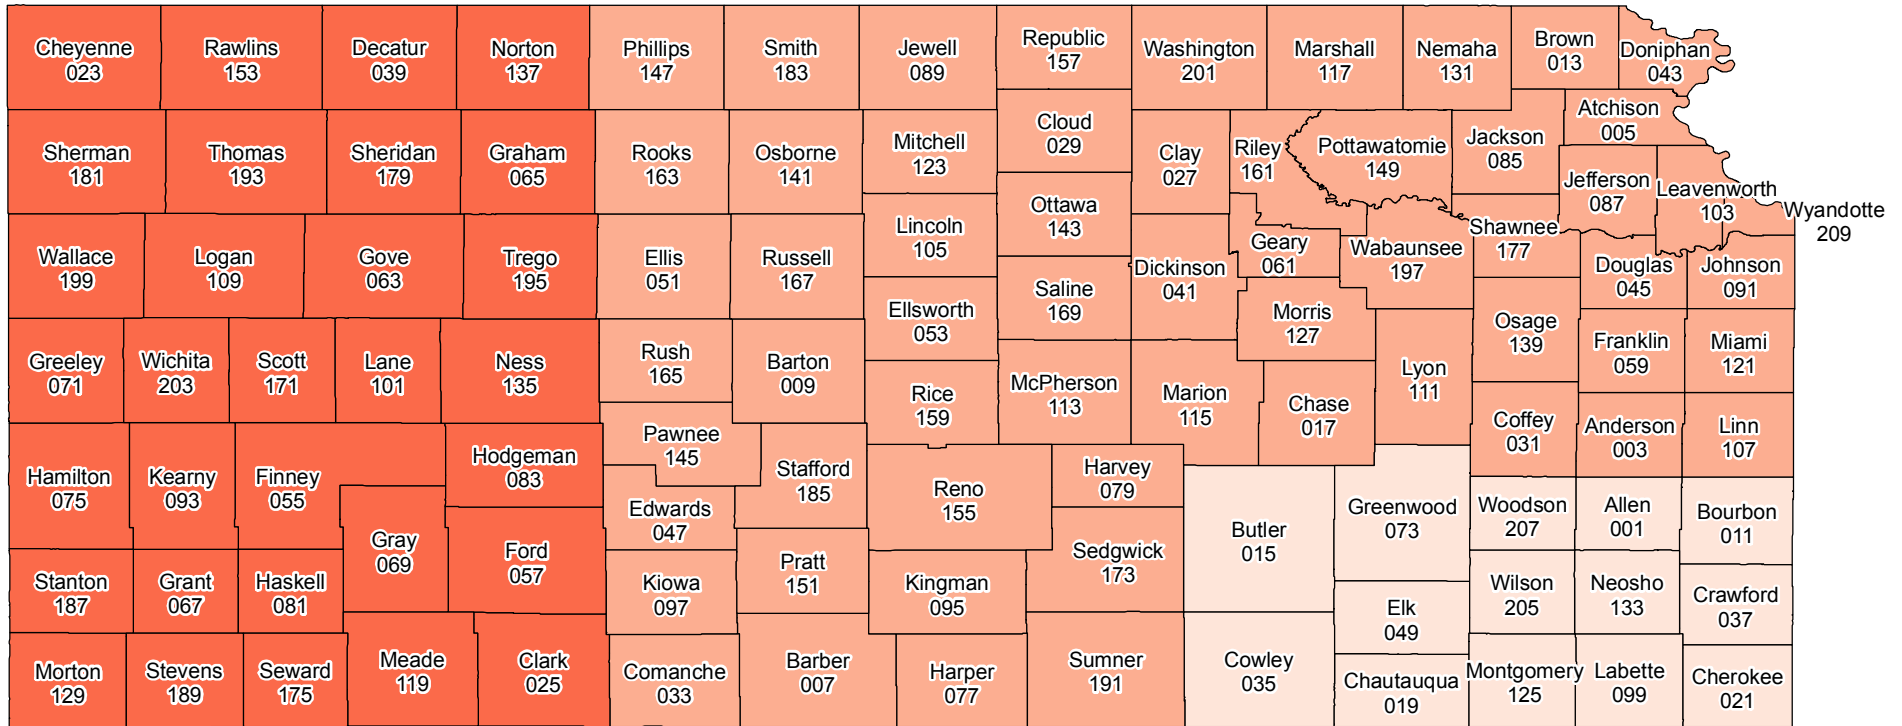 Cheyenne
023
Rawlins
153
Decatur
039
Norton
137
Phillips
147
Smith
183
Jewell
089
Republic
157
Washington
201
Marshall
117
Nemaha
131
Brown
013
Doniphan
043
Sherman
181
Thomas
193
Sheridan
179
Graham
065
Rooks
163
Osborne
141
Mitchell
123
Cloud
029
Clay
027
Riley
161
Pottawatomie
149
Jackson
085
Atchison
005
Jefferson
087
Leavenworth
103
Wyandotte
209
Wallace
199
Logan
109
Gove
063
Trego
195
Ellis
051
Russell
167
Lincoln
105
Ottawa
143
Dickinson
041
Geary
061
Wabaunsee
197
Shawnee
177
Douglas
045
Johnson
091
Ellsworth
053
Saline
169
Morris
127
Osage
139
Franklin
059
Miami
121
Greeley
071
Wichita
203
Scott
171
Lane
101
Ness
135
Rush
165
Barton
009
Rice
159
McPherson
113
Marion
115
Chase
017
Lyon
111
Coffey
031
Anderson
003
Linn
107
Hamilton
075
Kearny
093
Finney
055
Hodgeman
083
Pawnee
145
Stafford
185
Edwards
047
Reno
155
Harvey
079
Butler
015
Greenwood
073
Woodson
207
Allen
001
Bourbon
011
Gray
069
Ford
057
Kiowa
097
Pratt
151
Kingman
095
Sedgwick
173
Elk
049
Wilson
205
Neosho
133
Crawford
037
Stanton
187
Grant
067
Haskell
081
Morton
129
Stevens
189
Seward
175
Meade
119
Clark
025
Comanche
033
Barber
007
Harper
077
Sumner
191
Cowley
035
Chautauqua
019
Montgomery
125
Labette
099
Cherokee
021